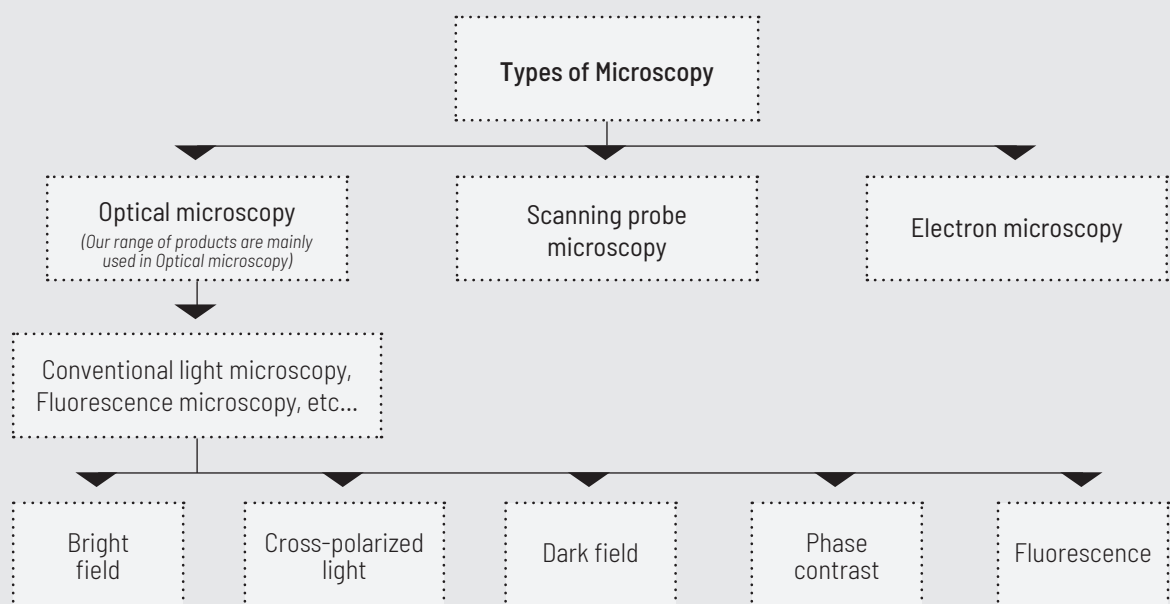 Types of Microscopy
Optical microscopy
(Our range of products are mainly
used in Optical microscopy)
Scanning probe
microscopy
Electron microscopy
Conventional light microscopy,
Fluorescence microscopy, etc...
Bright
field
Cross-polarized
light
Dark field
Phase
contrast
Fluorescence